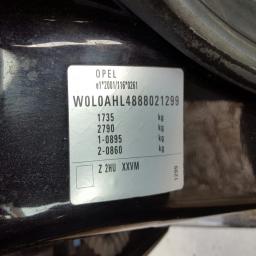 OPEL
e1*2001/116*0261
W0L0AHL4888021299
1735 kg
2790 kg
1-0895 kg
2-0860 kg
Z 2HU XXVM